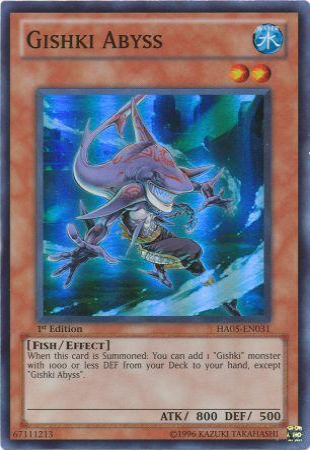 GISHKI ABYSS
WATER
水
1st Edition
HA05-EN031
[FISH/EFFECT]
When this card is Summoned: You can add 1 "Gishki" monster
with 1000 or less DEF from your Deck to your hand, except
"Gishki Abyss".
ATK/ 800 DEF/ 500
67111213
©1996 KAZUKI TAKAHASHI